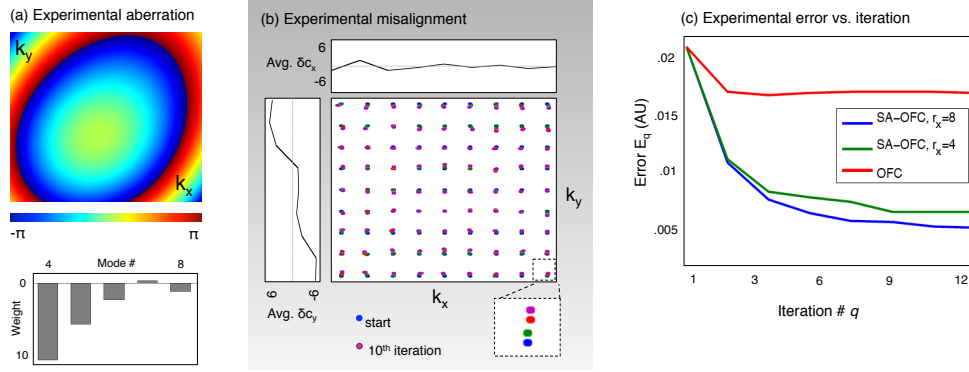 (a) Experimental aberration
k_y
k_x
-π
π
4
Mode #
8
0
Weight
10
(b) Experimental misalignment
6
Avg. δc_x
-6
k_y
k_x
6
-6
Avg. δc_y
start
10th iteration
(c) Experimental error vs. iteration
.02
.01
.005
Error E_q (AU)
SA-OFC, r_x=8
SA-OFC, r_x=4
OFC
1
3
6
9
12
Iteration # q